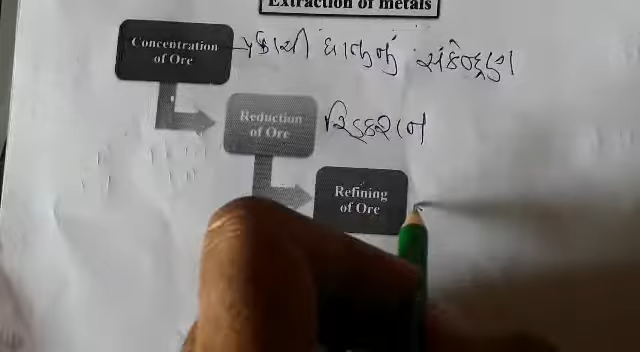 Extraction of metals
Concentration
of Ore
કાચી ધાતુનું સંકેન્દ્રણ
Reduction
of Ore
રિડક્શન
Refining
of Ore